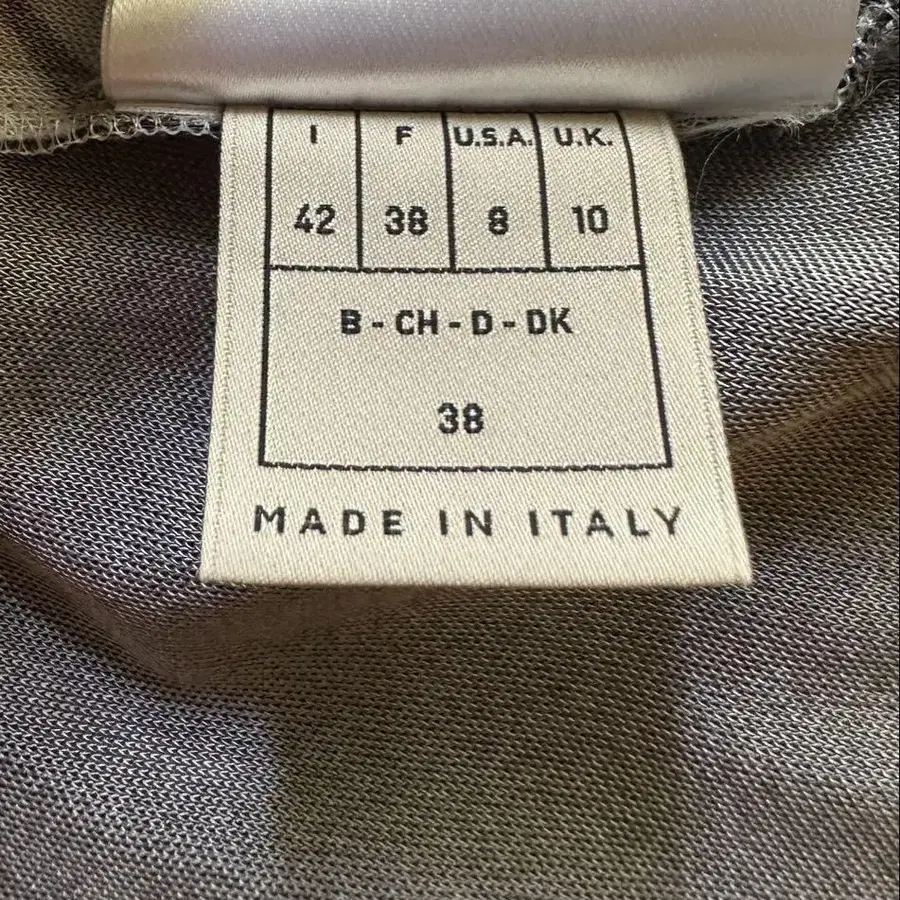 I F U.S.A. U.K.
42 38 8 10
B - CH - D - DK
38
MADE IN ITALY